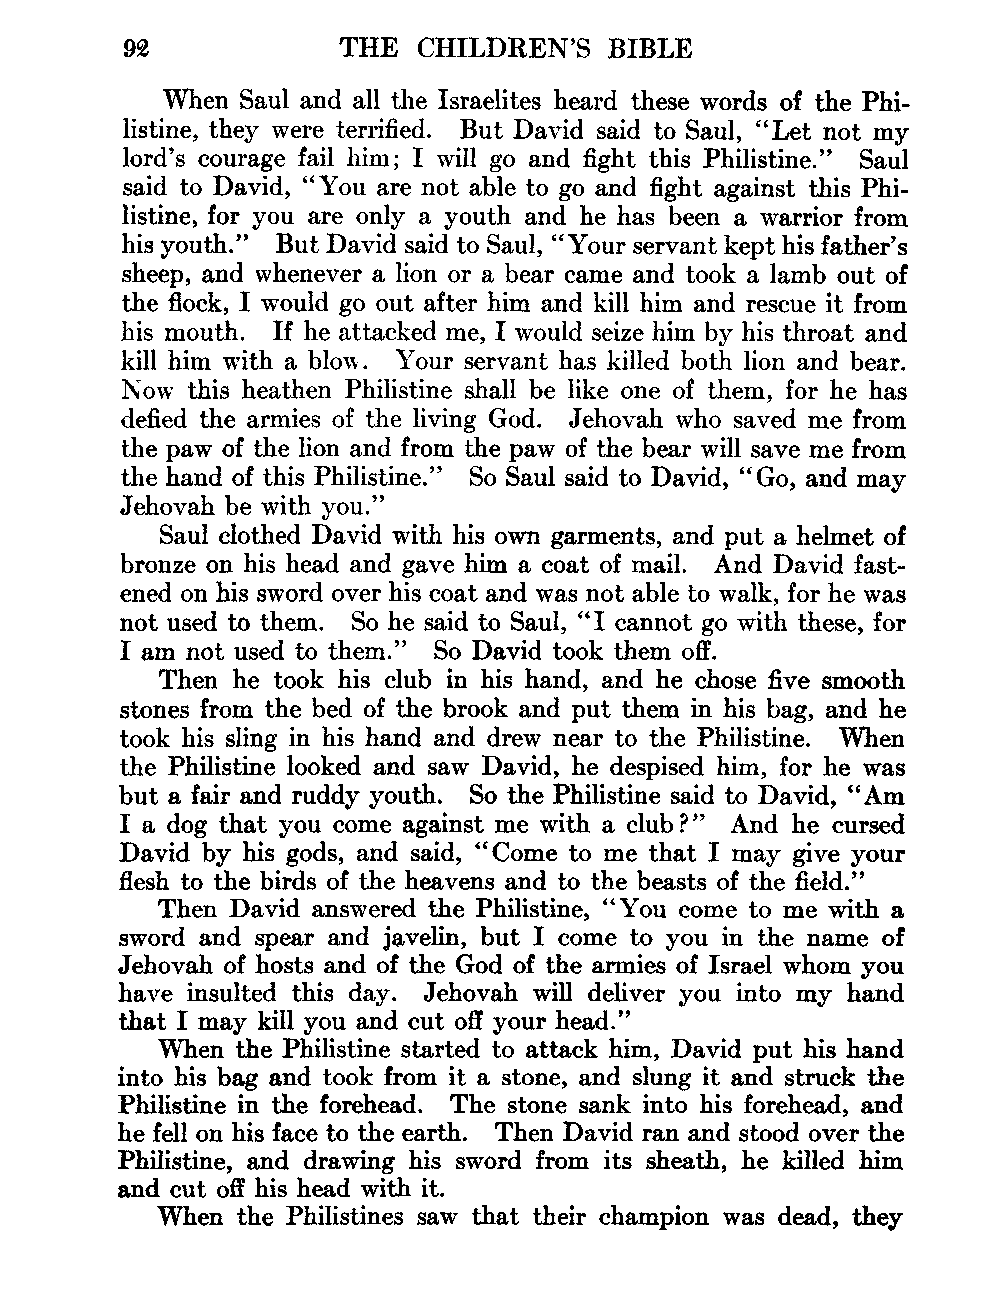 92 THE CHILDREN'S BIBLE
When Saul and all the Israelites heard these words of the Phi-
listine, they were terrified. But David said to Saul, "Let not my
lord's courage fail him; I will go and fight this Philistine." Saul
said to David, "You are not able to go and fight against this Phi-
listine, for you are only a youth and he has been a warrior from
his youth." But David said to Saul, "Your servant kept his father's
sheep, and whenever a lion or a bear came and took a lamb out of
the flock, I would go out after him and kill him and rescue it from
his mouth. If he attacked me, I would seize him by his throat and
kill him with a blow. Your servant has killed both lion and bear.
Now this heathen Philistine shall be like one of them, for he has
defied the armies of the living God. Jehovah who saved me from
the paw of the lion and from the paw of the bear will save me from
the hand of this Philistine." So Saul said to David, "Go, and may
Jehovah be with you."
Saul clothed David with his own garments, and put a helmet of
bronze on his head and gave him a coat of mail. And David fast-
ened on his sword over his coat and was not able to walk, for he was
not used to them. So he said to Saul, "I cannot go with these, for
I am not used to them." So David took them off.
Then he took his club in his hand, and he chose five smooth
stones from the bed of the brook and put them in his bag, and he
took his sling in his hand and drew near to the Philistine. When
the Philistine looked and saw David, he despised him, for he was
but a fair and ruddy youth. So the Philistine said to David, "Am
I a dog that you come against me with a club?" And he cursed
David by his gods, and said, "Come to me that I may give your
flesh to the birds of the heavens and to the beasts of the field."
Then David answered the Philistine, "You come to me with a
sword and spear and javelin, but I come to you in the name of
Jehovah of hosts and of the God of the armies of Israel whom you
have insulted this day. Jehovah will deliver you into my hand
that I may kill you and cut off your head."
When the Philistine started to attack him, David put his hand
into his bag and took from it a stone, and slung it and struck the
Philistine in the forehead. The stone sank into his forehead, and
he fell on his face to the earth. Then David ran and stood over the
Philistine, and drawing his sword from its sheath, he killed him
and cut off his head with it.
When the Philistines saw that their champion was dead, they